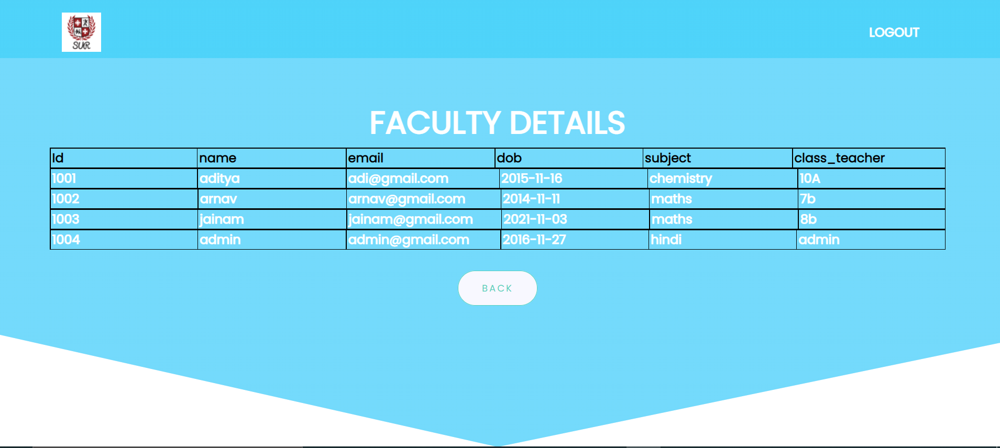 SUR
LOGOUT
FACULTY DETAILS
Id name email dob subject class_teacher
1001 aditya adi@gmail.com 2015-11-16 chemistry 10A
1002 arnav arnav@gmail.com 2014-11-11 maths 7b
1003 jainam jainam@gmail.com 2021-11-03 maths 8b
1004 admin admin@gmail.com 2016-11-27 hindi admin
BACK